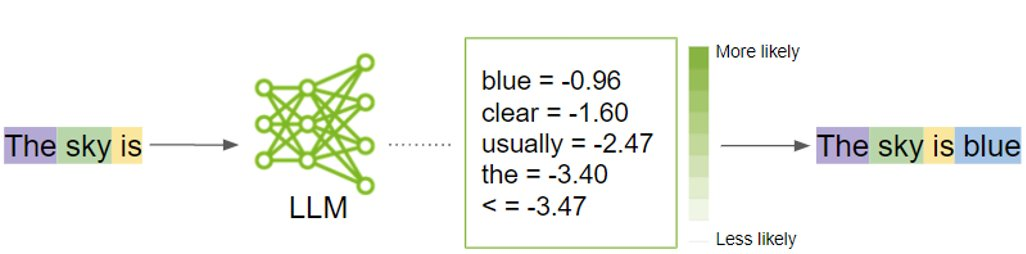 The sky is
LLM
blue = -0.96
clear = -1.60
usually = -2.47
the = -3.40
< = -3.47
More likely
Less likely
The sky is blue